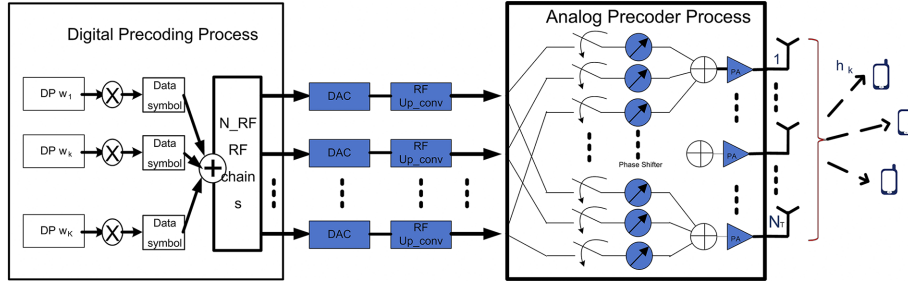 Digital Precoding Process
Analog Precoder Process
DP w1
Data
symbol
DP wk
Data
symbol
DP wK
Data
symbol
N_RF
RF
chain
s
DAC
RF
Up_conv
DAC
RF
Up_conv
DAC
RF
Up_conv
Phase Shifter
PA
PA
PA
1
NT
h k